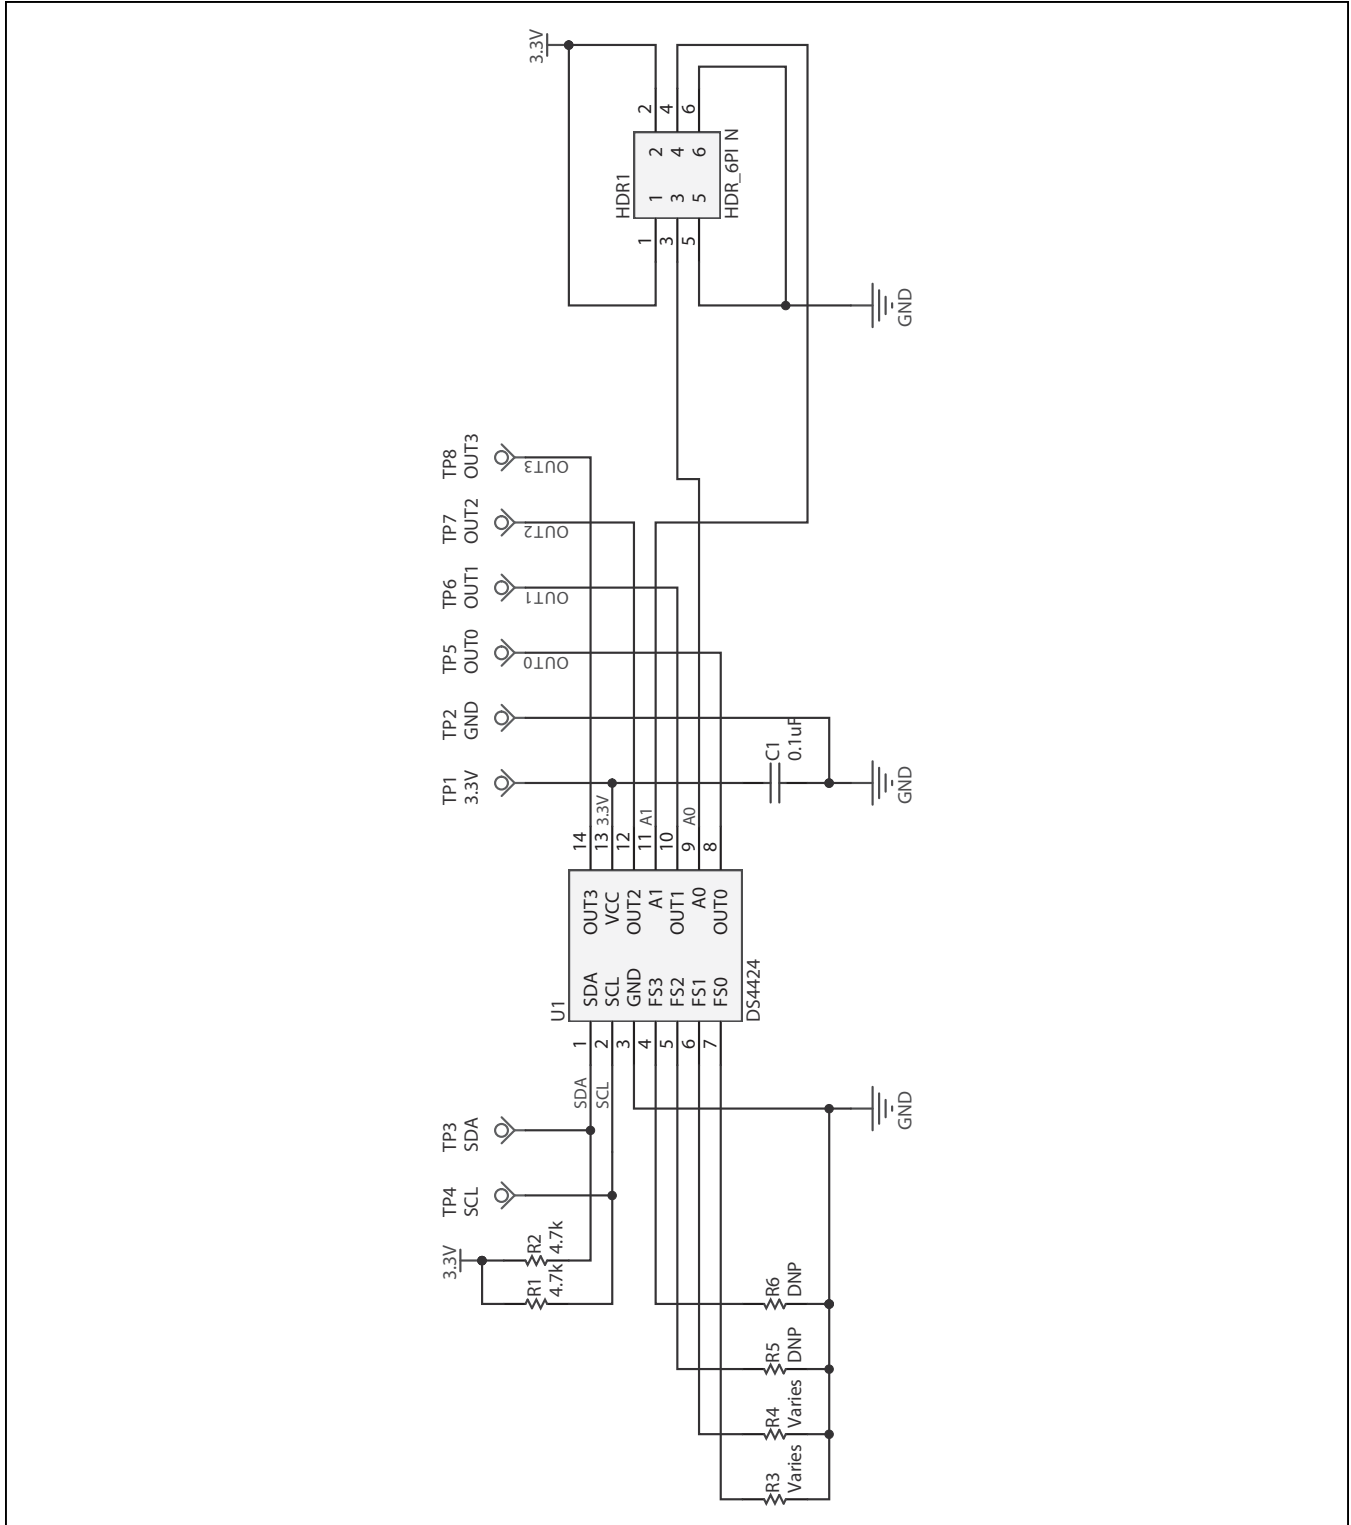 3.3V
2
4
6
2
4
6
1
3
5
HDR1
HDR_6PI N
1
3
5
GND
TP8
OUT3
OUT3
TP7
OUT2
OUT2
TP6
OUT1
OUT1
TP5
OUT0
OUT0
TP2
GND
TP1
3.3V
C1
0.1uF
GND
3.3V
A1
A0
14
13
12
11
10
9
8
OUT3
VCC
OUT2
A1
OUT1
A0
OUT0
SDA
SCL
GND
FS3
FS2
FS1
FS0
U1
DS4424
1
2
3
4
5
6
7
SDA
SCL
GND
TP3
SDA
TP4
SCL
3.3V
R2
4.7k
R1
4.7k
R6
DNP
R5
DNP
R4
Varies
R3
Varies